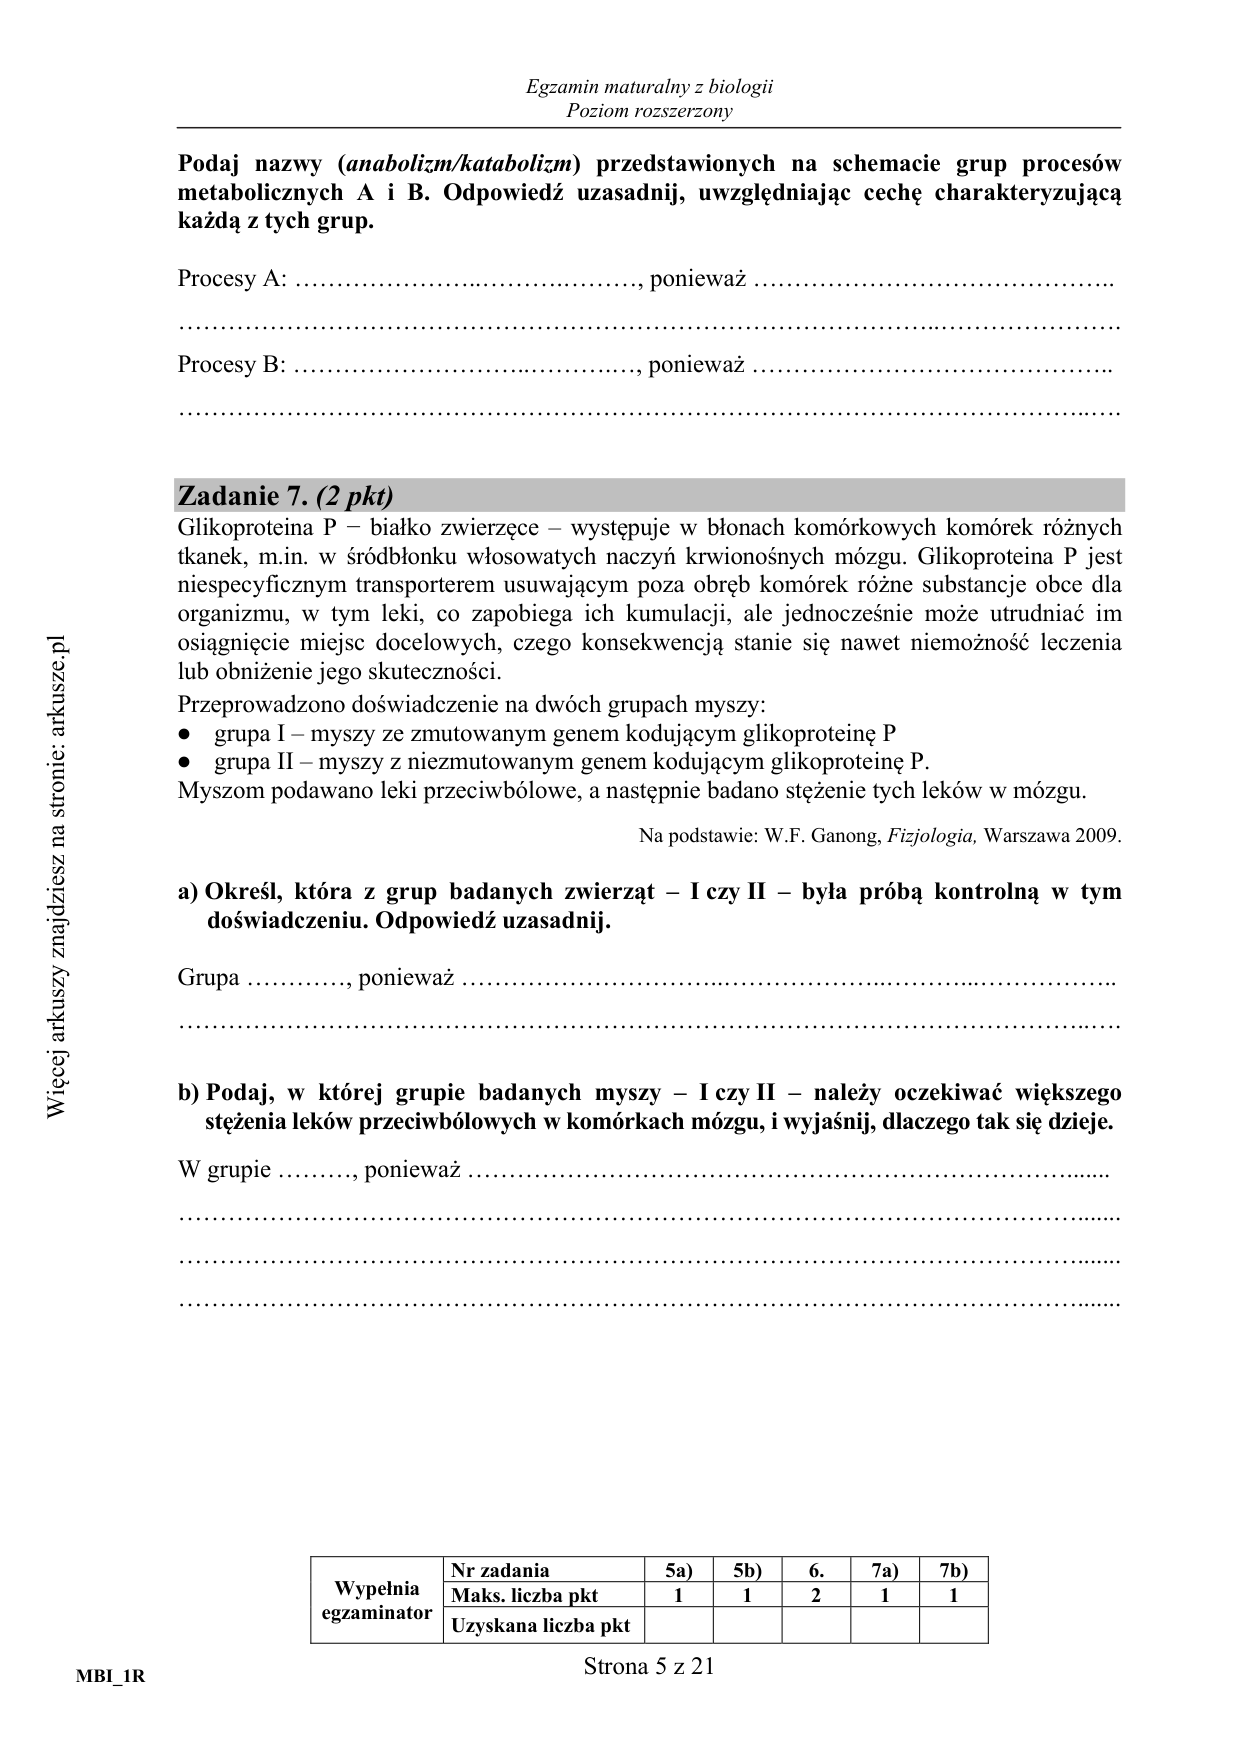 Egzamin maturalny z biologii
Poziom rozszerzony
Podaj nazwy (anabolizm/katabolizm) przedstawionych na schemacie grup procesów
metabolicznych A i B. Odpowiedź uzasadnij, uwzględniając cechę charakteryzującą
każdą z tych grup.
Procesy A: …………………..……….………, ponieważ ……………………………………..
………………………………………………………………………………..………………….
Procesy B: ………………………..……….…, ponieważ ……………………………………..
………………………………………………………………………………………………..….
Zadanie 7. (2 pkt)
Glikoproteina P − białko zwierzęce – występuje w błonach komórkowych komórek różnych
tkanek, m.in. w śródbłonku włosowatych naczyń krwionośnych mózgu. Glikoproteina P jest
niespecyficznym transporterem usuwającym poza obręb komórek różne substancje obce dla
organizmu, w tym leki, co zapobiega ich kumulacji, ale jednocześnie może utrudniać im
osiągnięcie miejsc docelowych, czego konsekwencją stanie się nawet niemożność leczenia
lub obniżenie jego skuteczności.
Przeprowadzono doświadczenie na dwóch grupach myszy:
● grupa I – myszy ze zmutowanym genem kodującym glikoproteinę P
● grupa II – myszy z niezmutowanym genem kodującym glikoproteinę P.
Myszom podawano leki przeciwbólowe, a następnie badano stężenie tych leków w mózgu.
Na podstawie: W.F. Ganong, Fizjologia, Warszawa 2009.
a) Określ, która z grup badanych zwierząt – I czy II – była próbą kontrolną w tym
doświadczeniu. Odpowiedź uzasadnij.
Grupa …………, ponieważ …………………………..………………..………...……………..
………………………………………………………………………………………………..….
b) Podaj, w której grupie badanych myszy – I czy II – należy oczekiwać większego
stężenia leków przeciwbólowych w komórkach mózgu, i wyjaśnij, dlaczego tak się dzieje.
W grupie ………, ponieważ ……………………………………………………………….......
……………………………………………………………………………………………….......
……………………………………………………………………………………………….......
……………………………………………………………………………………………….......
Więcej arkuszy znajdziesz na stronie: arkusze.pl
Wypełnia egzaminator
Nr zadania 5a) 5b) 6. 7a) 7b)
Maks. liczba pkt 1 1 2 1 1
Uzyskana liczba pkt
Strona 5 z 21
MBI_1R